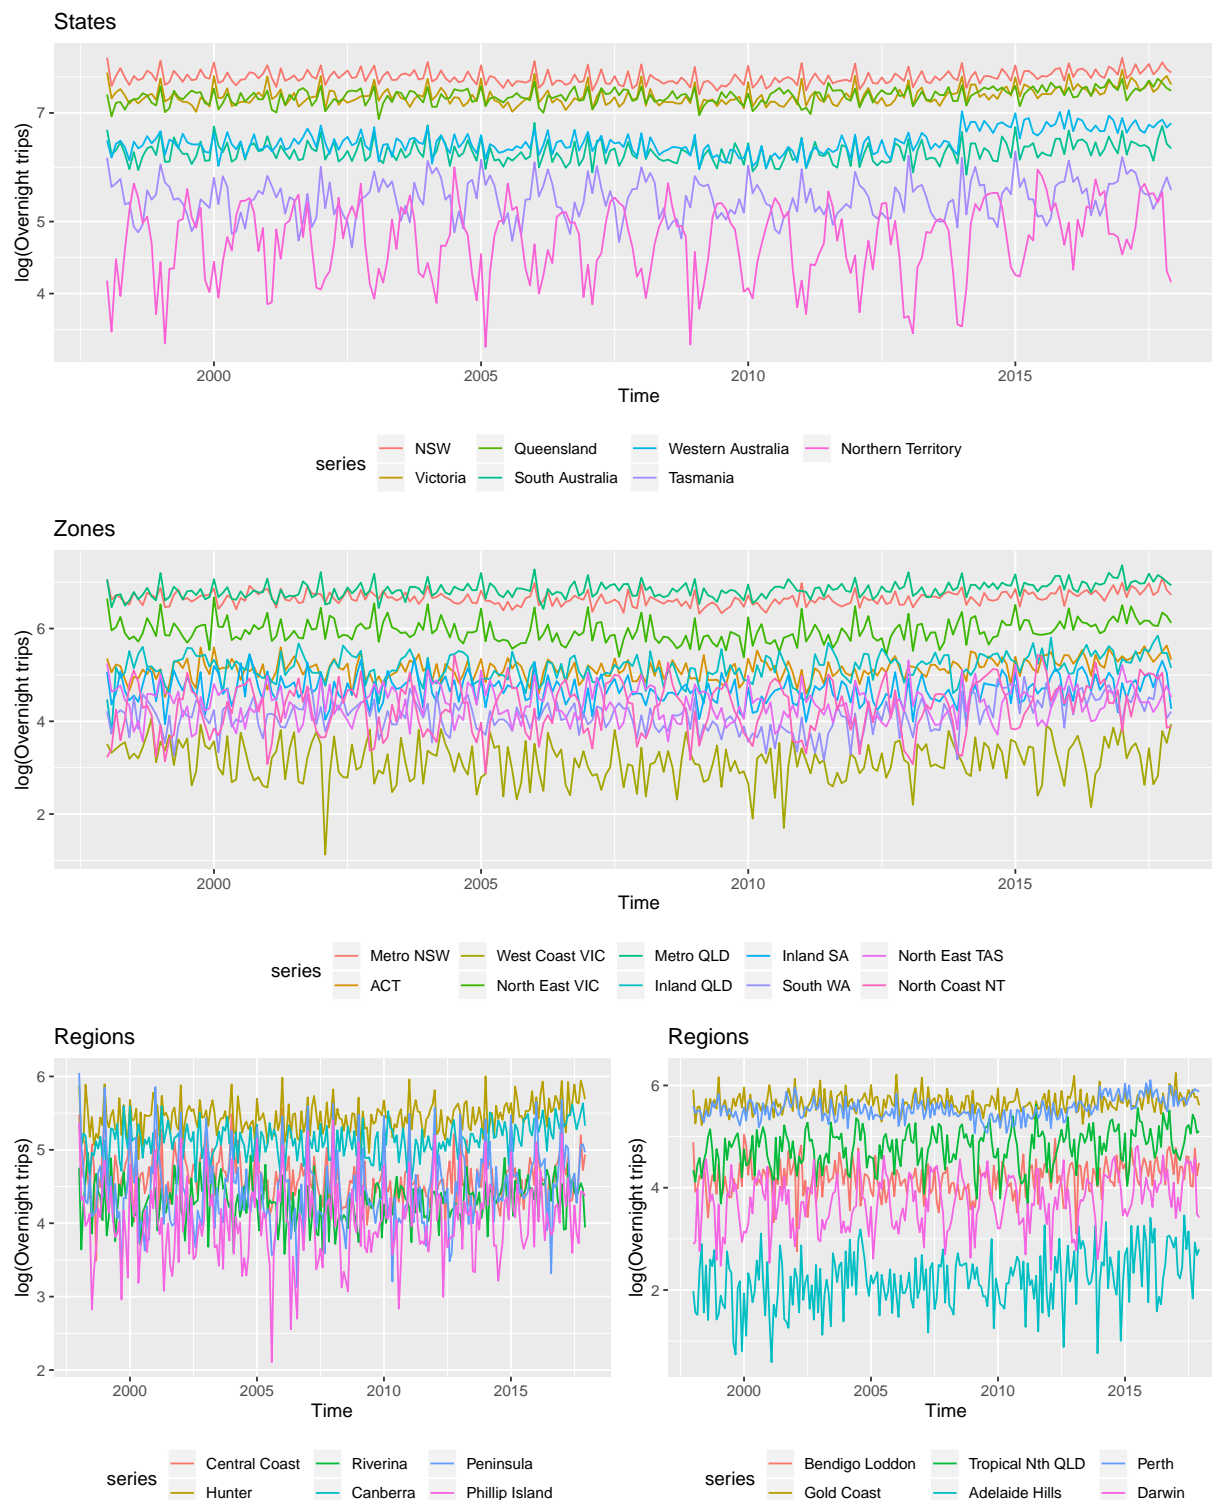 States
log(Overnight trips)
7
5
4
2000 2005 2010 2015
Time
series
NSW Queensland Western Australia Northern Territory
Victoria South Australia Tasmania
Zones
log(Overnight trips)
6
4
2
2000 2005 2010 2015
Time
series
Metro NSW West Coast VIC Metro QLD Inland SA North East TAS
ACT North East VIC Inland QLD South WA North Coast NT
Regions
log(Overnight trips)
6
5
4
3
2
2000 2005 2010 2015
Time
series
Central Coast Riverina Peninsula
Hunter Canberra Phillip Island
Regions
log(Overnight trips)
6
4
2
2000 2005 2010 2015
Time
series
Bendigo Loddon Tropical Nth QLD Perth
Gold Coast Adelaide Hills Darwin